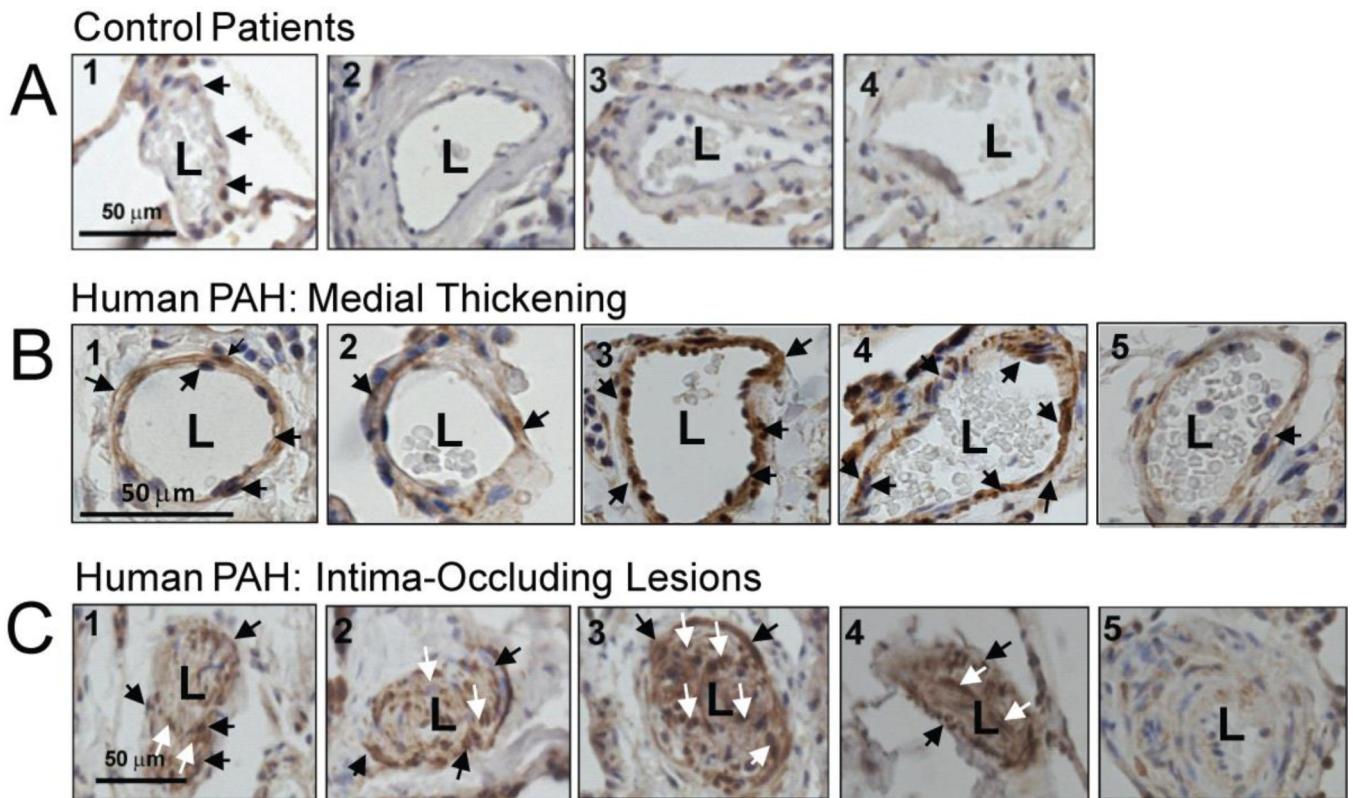 Control Patients
A
1 2 3 4
L L L L
50 μm
Human PAH: Medial Thickening
B
1 2 3 4 5
L L L L L
50 μm
Human PAH: Intima-Occluding Lesions
C
1 2 3 4 5
L L L L L
50 μm